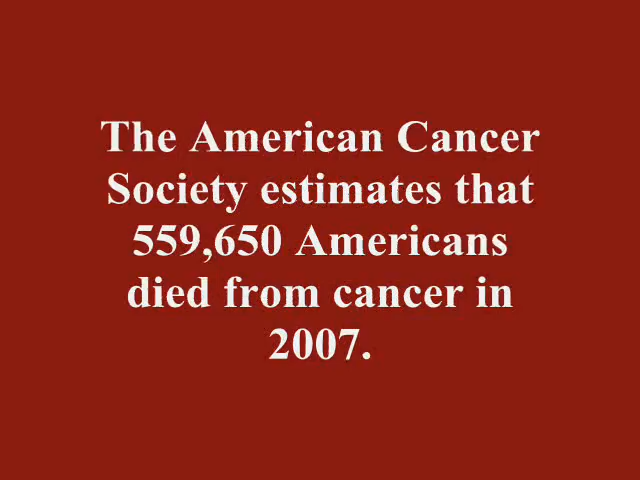 The American Cancer
Society estimates that
559,650 Americans
died from cancer in
2007.